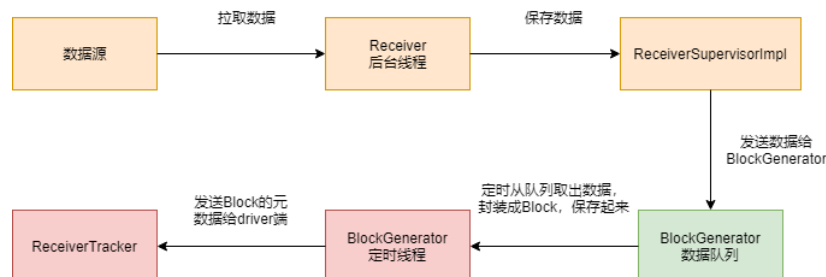 拉取数据
保存数据
数据源
Receiver
后台线程
ReceiverSupervisorImpl
发送数据给
BlockGenerator
定时从队列取出数据,
封装成Block，保存起来
发送Block的元
数据给driver端
ReceiverTracker
BlockGenerator
定时线程
BlockGenerator
数据队列